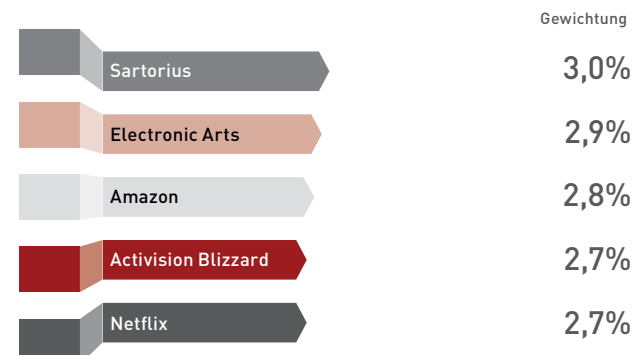 Gewichtung
Sartorius 3,0%
Electronic Arts 2,9%
Amazon 2,8%
Activision Blizzard 2,7%
Netflix 2,7%